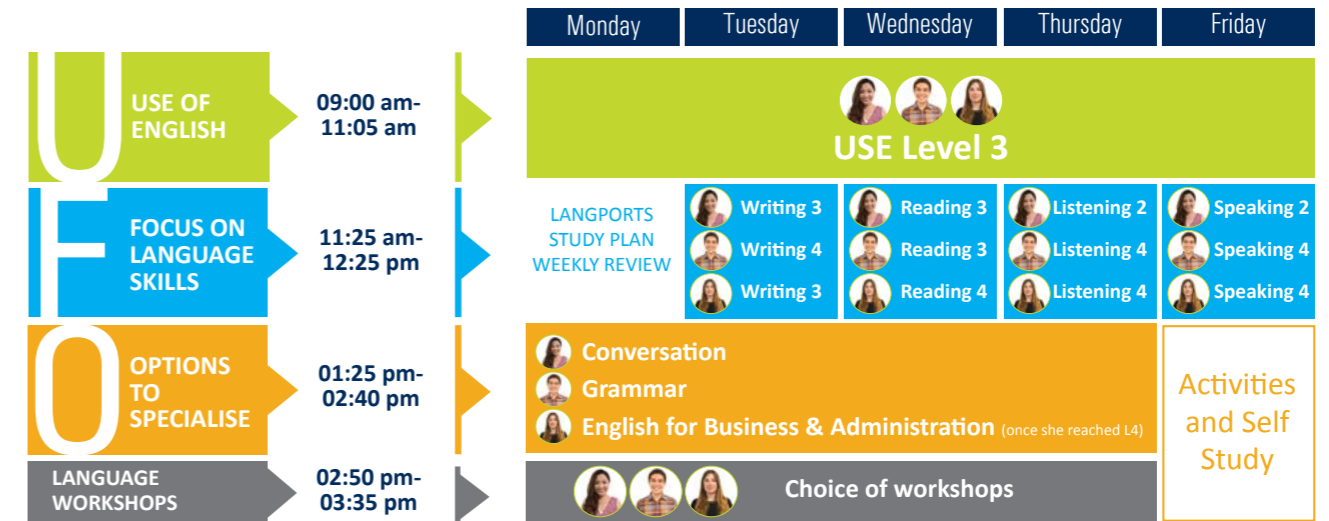 Monday
Tuesday
Wednesday
Thursday
Friday
U
USE OF
ENGLISH
09:00 am-
11:05 am
USE Level 3
F
FOCUS ON
LANGUAGE
SKILLS
11:25 am-
12:25 pm
LANGPORTS
STUDY PLAN
WEEKLY REVIEW
Writing 3
Writing 4
Writing 3
Reading 3
Reading 3
Reading 4
Listening 2
Listening 4
Listening 4
Speaking 2
Speaking 4
Speaking 4
O
OPTIONS
TO
SPECIALISE
01:25 pm-
02:40 pm
Conversation
Grammar
English for Business & Administration (once she reached L4)
Activities
and Self
Study
LANGUAGE
WORKSHOPS
02:50 pm-
03:35 pm
Choice of workshops